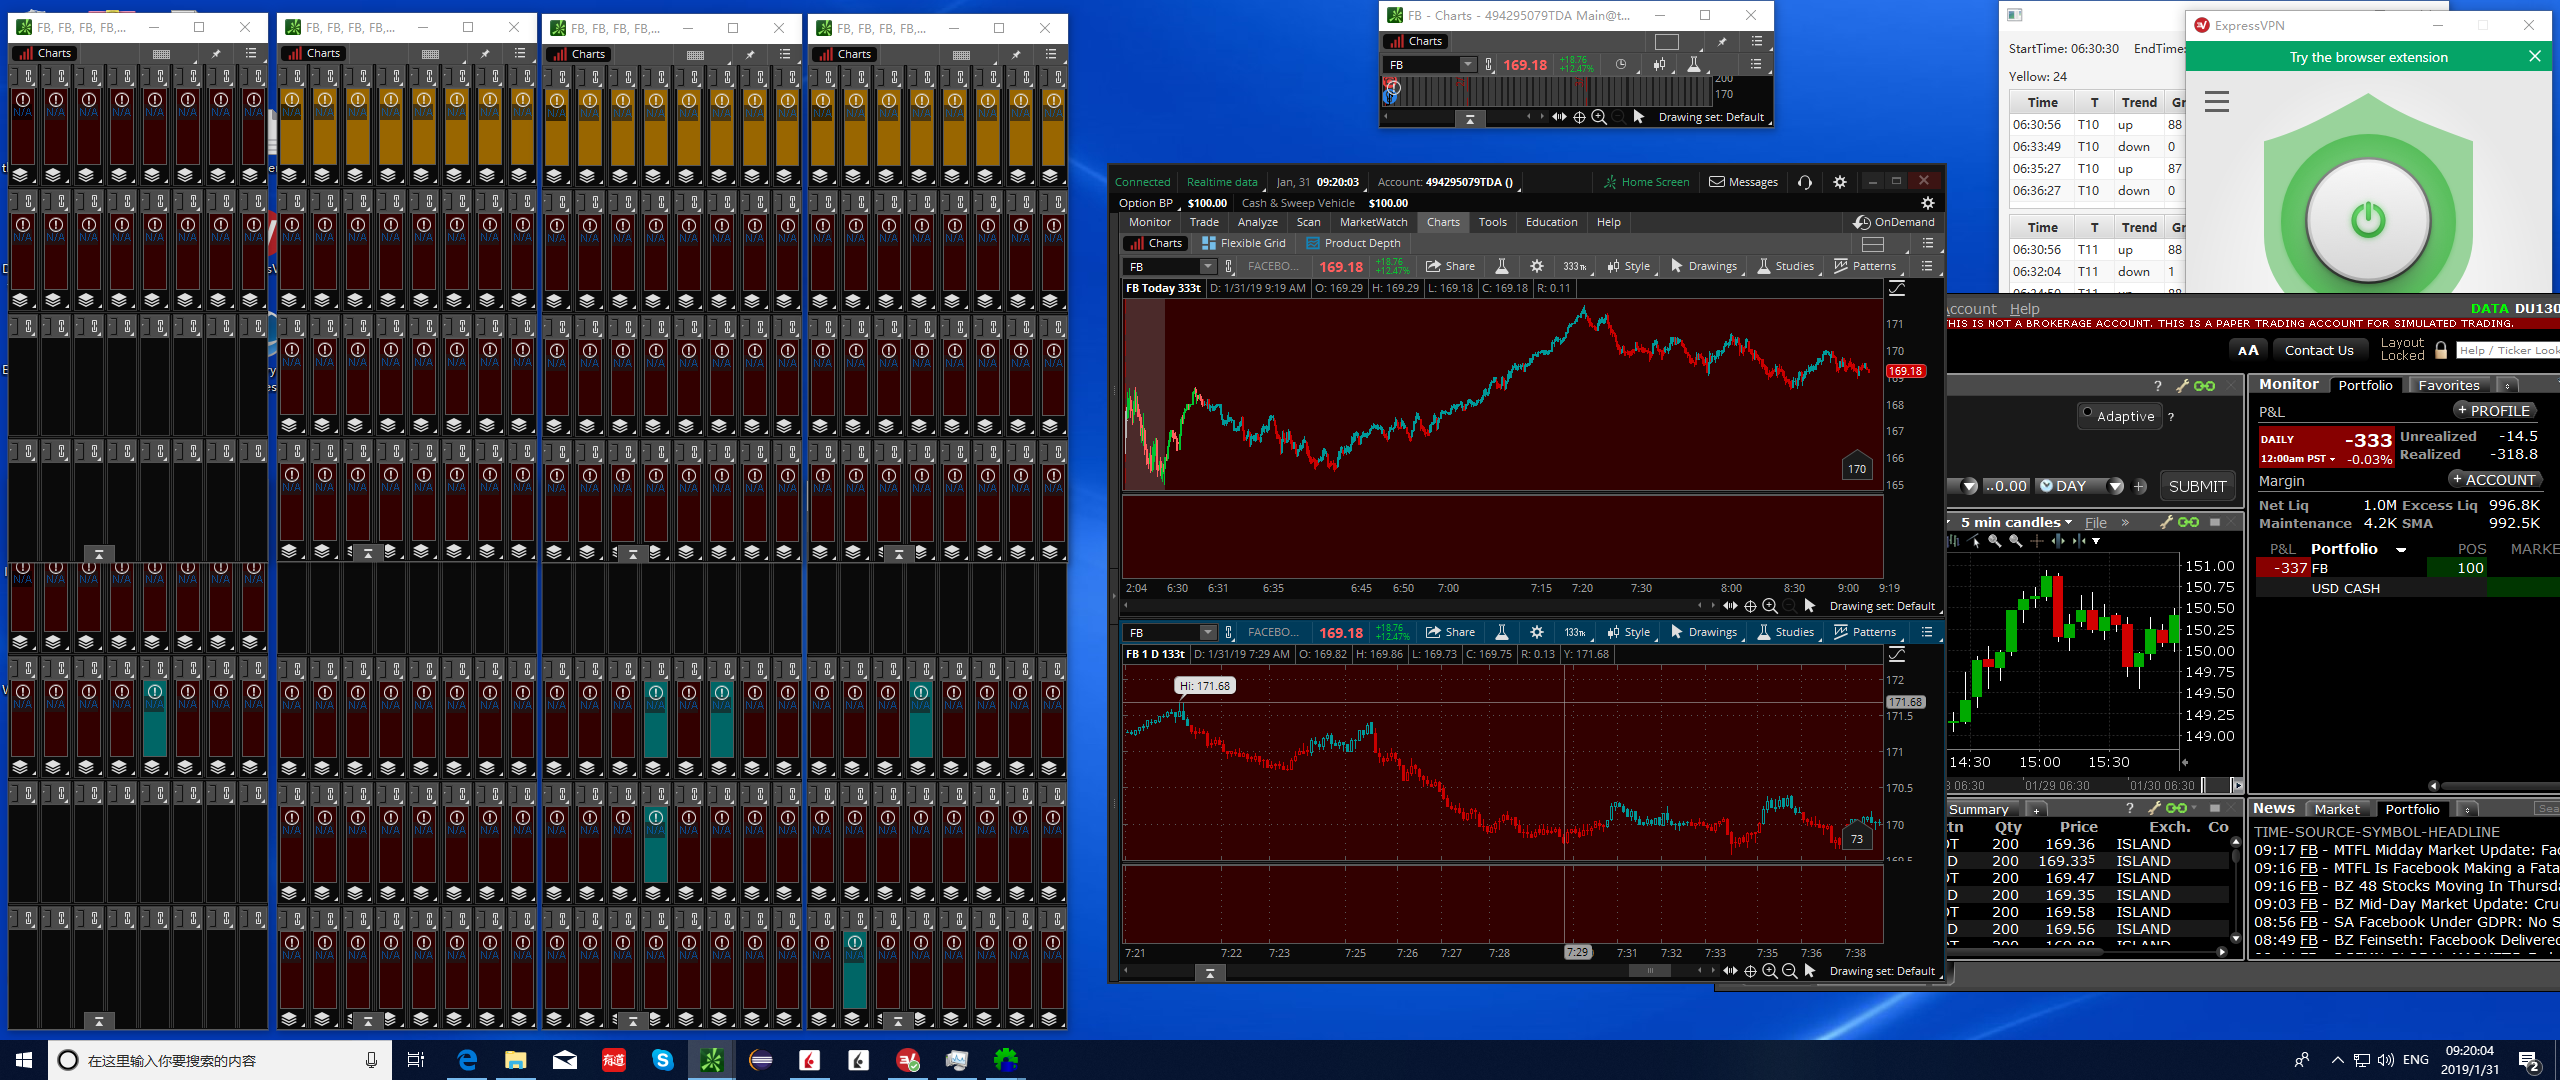 FB, FB, FB, FB,...
Charts
FB, FB, FB, FB,...
Charts
FB, FB, FB, FB,...
Charts
FB, FB, FB, FB,...
Charts
N/A
FB - Charts - 494295079TDA Main@t...
Charts
FB 169.18 +18.76 +12.47%
200
170
Drawing set: Default
Connected Realtime data Jan, 31 09:20:03 Account: 494295079TDA () Home Screen Messages
Option BP $100.00 Cash & Sweep Vehicle $100.00
Monitor Trade Analyze Scan MarketWatch Charts Tools Education Help OnDemand
Charts Flexible Grid Product Depth
FB FACEBO... 169.18 +18.76 +12.47% Share 333tk Style Drawings Studies Patterns
FB Today 333t D: 1/31/19 9:19 AM O: 169.29 H: 169.29 L: 169.18 C: 169.18 R: 0.11
171
170
169.18
169
168
167
166
165
170
2:04 6:30 6:31 6:35 6:45 6:50 7:00 7:15 7:20 7:30 8:00 8:30 9:00 9:19
Drawing set: Default
FB FACEBO... 169.18 +18.76 +12.47% Share 133tk Style Drawings Studies Patterns
FB 1 D 133t D: 1/31/19 7:29 AM O: 169.82 H: 169.86 L: 169.73 C: 169.75 R: 0.13 Y: 171.68
Hi: 171.68
172
171.68
171.5
171
170.5
170
169.5
73
7:21 7:22 7:23 7:25 7:26 7:27 7:28 7:29 7:31 7:32 7:33 7:35 7:36 7:38
Drawing set: Default
StartTime: 06:30:30 EndTime:
Yellow: 24
Time T Trend Gr
06:30:56 T10 up 88
06:33:49 T10 down 0
06:35:27 T10 up 87
06:36:27 T10 down 0
Time T Trend Gr
06:30:56 T11 up 88
06:32:04 T11 down 1
ExpressVPN
Try the browser extension
Account Help DATA DU130
THIS IS NOT A BROKERAGE ACCOUNT. THIS IS A PAPER TRADING ACCOUNT FOR SIMULATED TRADING.
AA Contact Us Layout Locked Help / Ticker Look
Adaptive ?
..0.00 DAY + SUBMIT
5 min candles File »
151.00
150.75
150.50
150.25
150.00
149.75
149.50
149.25
149.00
14:30 15:00 15:30
06:30 01/29 06:30 01/30 06:30
Summary +
Qty Price Exch. Co
200 169.36 ISLAND
200 169.335 ISLAND
200 169.47 ISLAND
200 169.35 ISLAND
200 169.58 ISLAND
200 169.56 ISLAND
Monitor Portfolio Favorites
P&L + PROFILE
DAILY -333 Unrealized -14.5
12:00am PST -0.03% Realized -318.8
Margin + ACCOUNT
Net Liq 1.0M Excess Liq 996.8K
Maintenance 4.2K SMA 992.5K
P&L Portfolio POS MARKE
-337 FB 100
USD CASH
News Market Portfolio
TIME-SOURCE-SYMBOL-HEADLINE
09:17 FB - MTFL Midday Market Update: Fac
09:16 FB - MTFL Is Facebook Making a Fata
09:16 FB - BZ 48 Stocks Moving In Thursda
09:03 FB - BZ Mid-Day Market Update: Cru
08:56 FB - SA Facebook Under GDPR: No S
08:49 FB - BZ Feinseth: Facebook Delivered
在这里输入你要搜索的内容
有道
ENG
09:20:04
2019/1/31
2